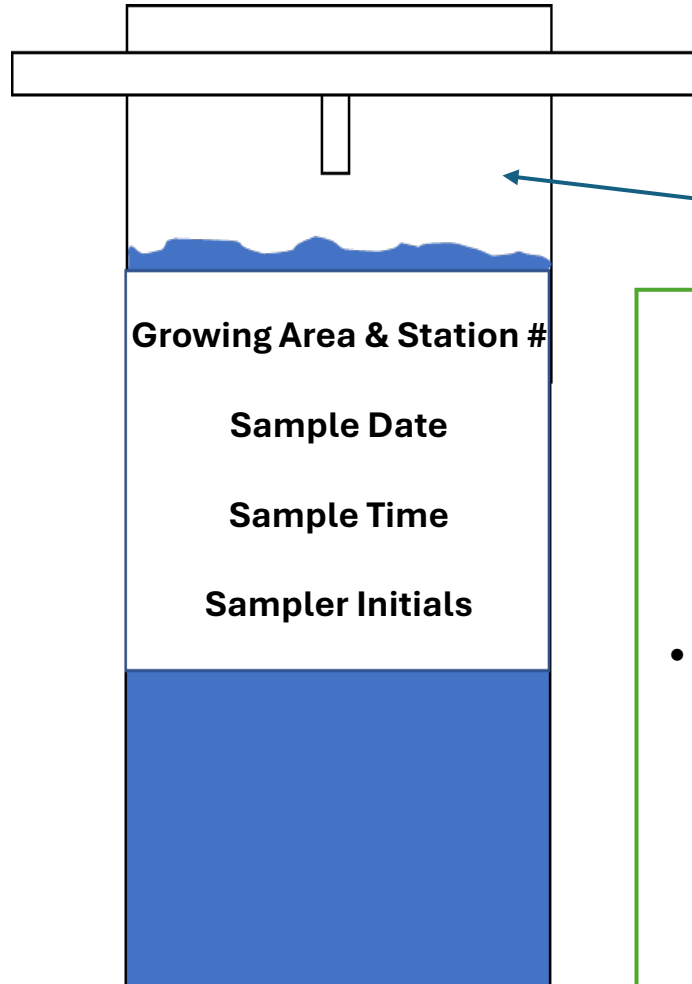 Growing Area & Station #
Sample Date
Sample Time
Sampler Initials
•